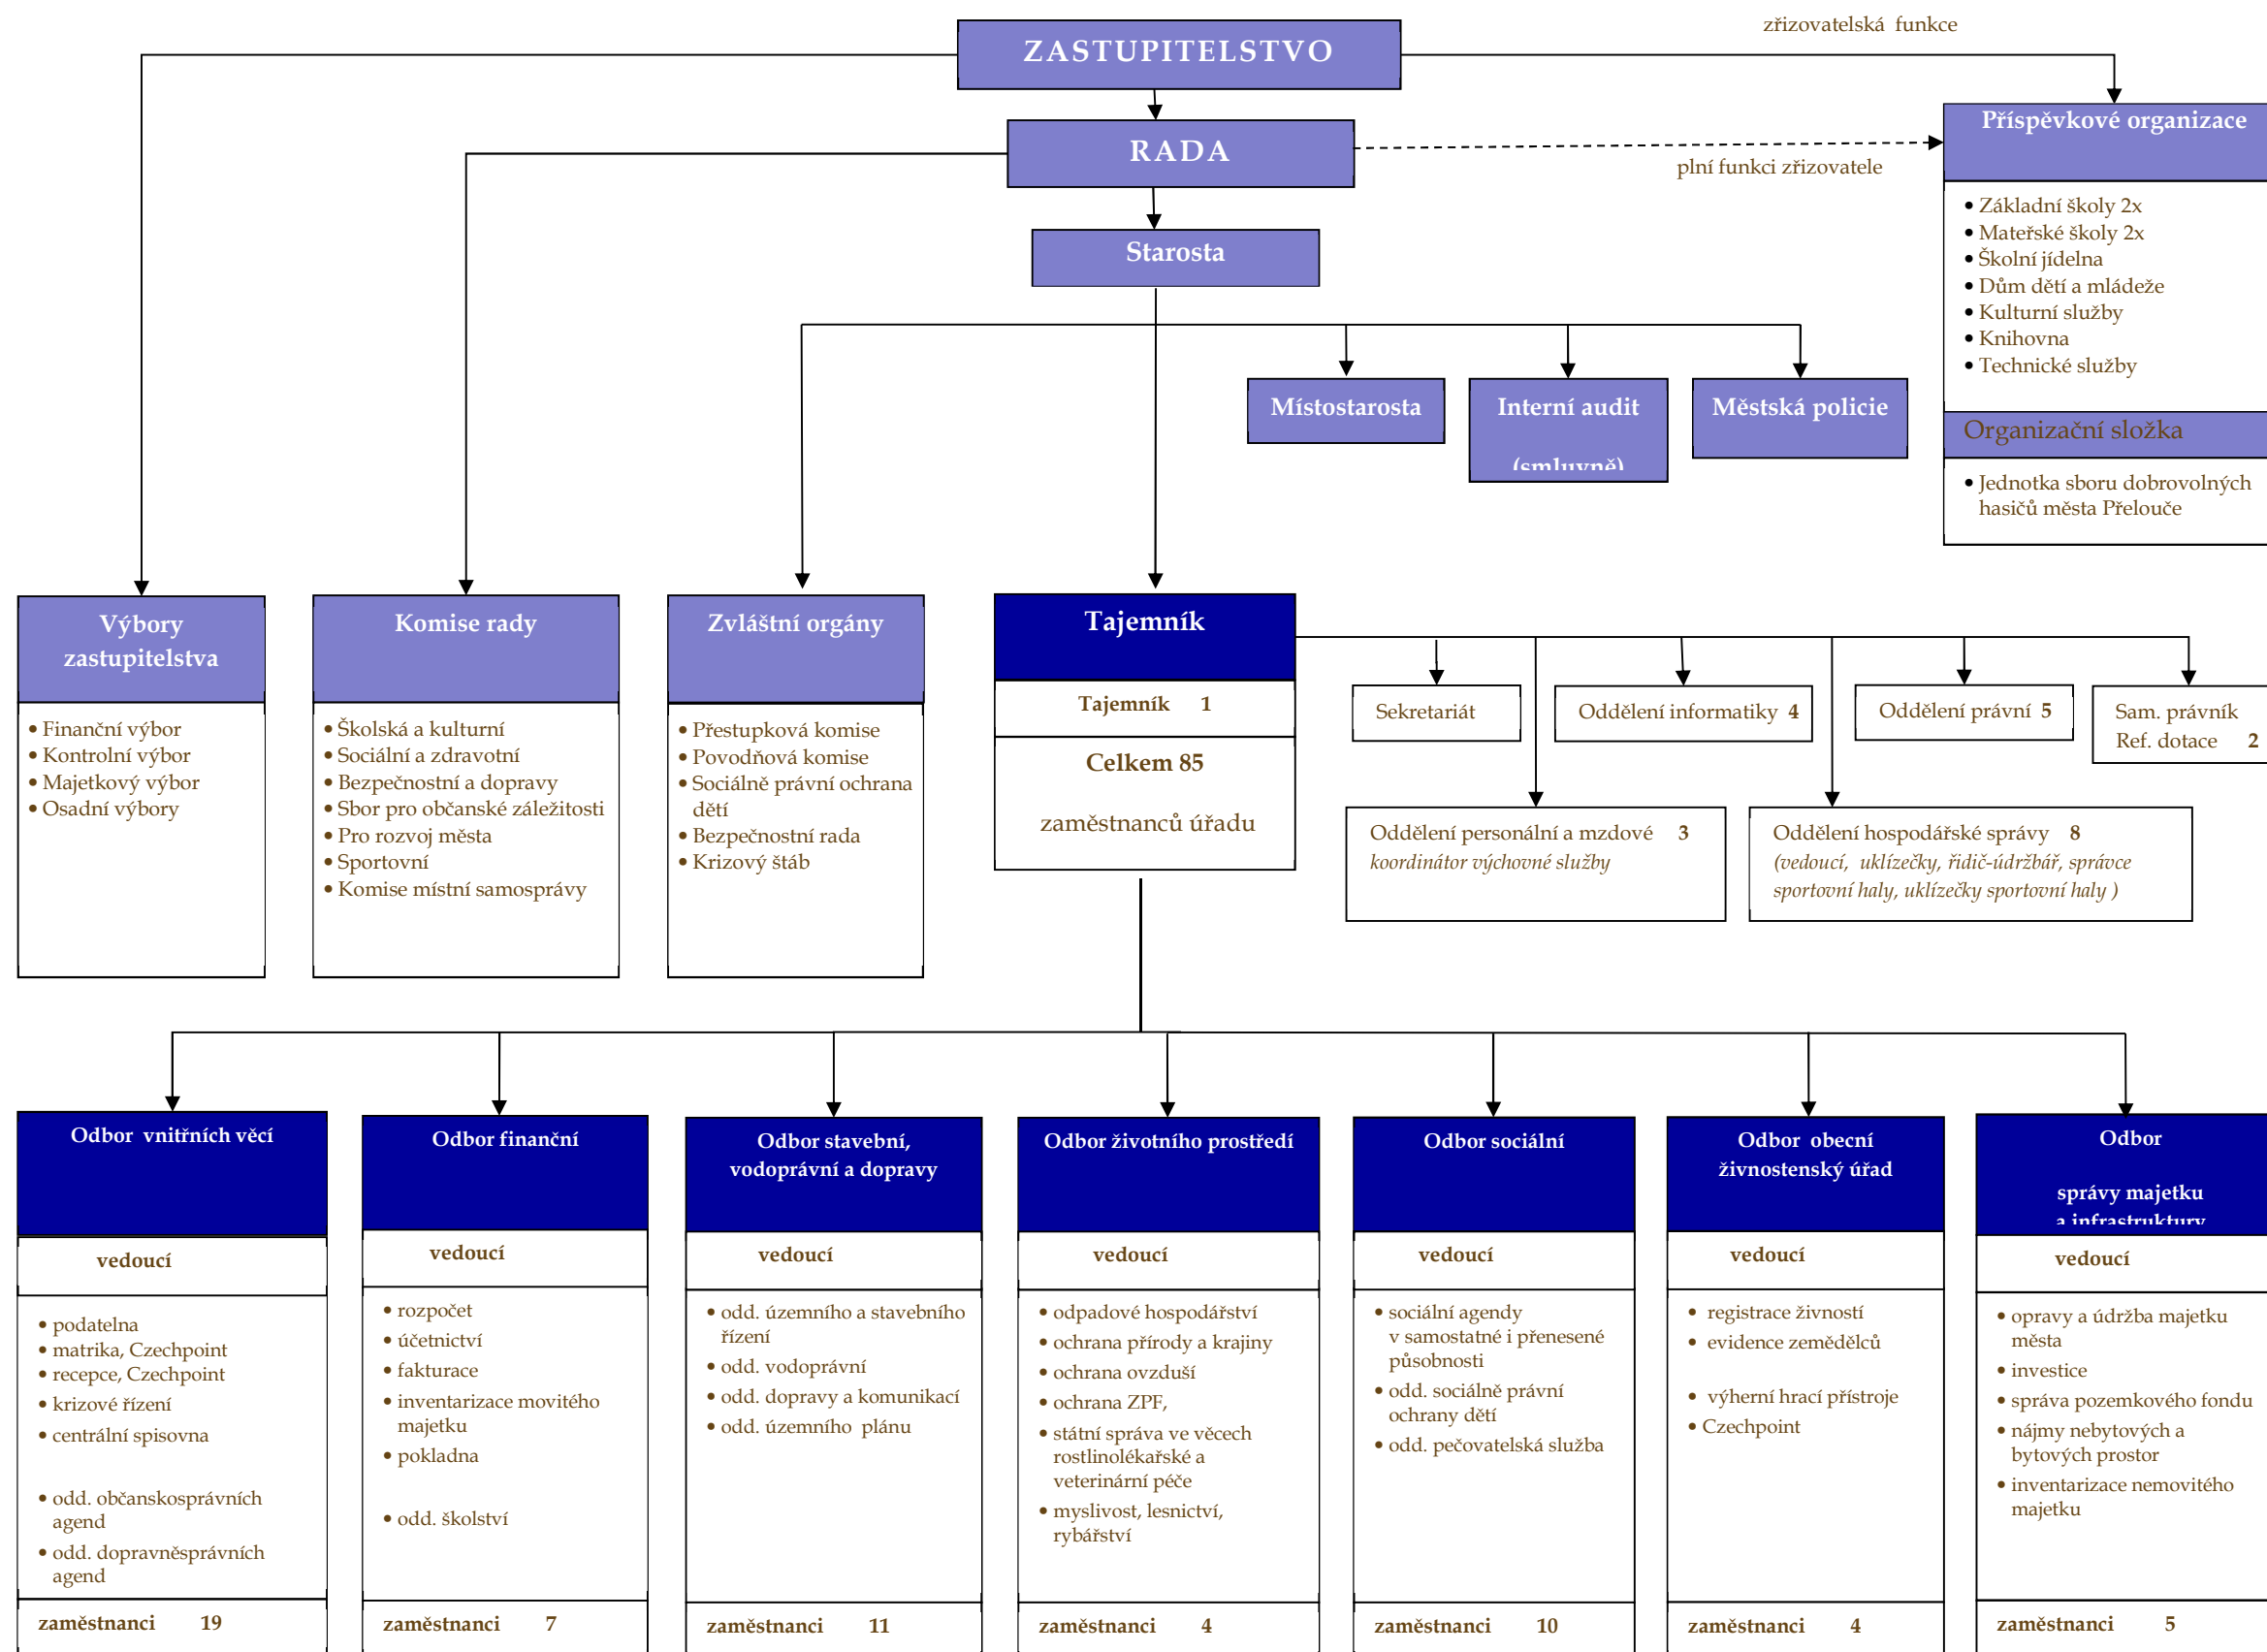 zřizovatelská funkce
ZASTUPITELSTVO
Příspěvkové organizace
RADA
plní funkci zřizovatele
Starosta
• Základní školy 2x
• Mateřské školy 2x
• Školní jídelna
• Dům dětí a mládeže
• Kulturní služby
• Knihovna
• Technické služby
Místostarosta
Interní audit
(smluvně)
Městská policie
Organizační složka
• Jednotka sboru dobrovolných
hasičů města Přelouče
Výbory
zastupitelstva
• Finanční výbor
• Kontrolní výbor
• Majetkový výbor
• Osadní výbory
Komise rady
• Školská a kulturní
• Sociální a zdravotní
• Bezpečnostní a dopravy
• Sbor pro občanské záležitosti
• Pro rozvoj města
• Sportovní
• Komise místní samosprávy
Zvláštní orgány
• Přestupková komise
• Povodňová komise
• Sociálně právní ochrana
dětí
• Bezpečnostní rada
• Krizový štáb
Tajemník
Tajemník 1
Celkem 85
zaměstnanců úřadu
Sekretariát
Oddělení informatiky 4
Oddělení právní 5
Sam. právník
Ref. dotace 2
Oddělení personální a mzdové 3
koordinátor výchovné služby
Oddělení hospodářské správy 8
(vedoucí, uklízečky, řidič-údržbář, správce
sportovní haly, uklízečky sportovní haly )
Odbor vnitřních věcí
vedoucí
• podatelna
• matrika, Czechpoint
• recepce, Czechpoint
• krizové řízení
• centrální spisovna
• odd. občanskosprávních
agend
• odd. dopravněsprávních
agend
zaměstnanci 19
Odbor finanční
vedoucí
• rozpočet
• účetnictví
• fakturace
• inventarizace movitého
majetku
• pokladna
• odd. školství
zaměstnanci 7
Odbor stavební,
vodoprávní a dopravy
vedoucí
• odd. územního a stavebního
řízení
• odd. vodoprávní
• odd. dopravy a komunikací
• odd. územního plánu
zaměstnanci 11
Odbor životního prostředí
vedoucí
• odpadové hospodářství
• ochrana přírody a krajiny
• ochrana ovzduší
• ochrana ZPF,
• státní správa ve věcech
rostlinolékařské a
veterinární péče
• myslivost, lesnictví,
rybářství
zaměstnanci 4
Odbor sociální
vedoucí
• sociální agendy
v samostatné i přenesené
působnosti
• odd. sociálně právní
ochrany dětí
• odd. pečovatelská služba
zaměstnanci 10
Odbor obecní
živnostenský úřad
vedoucí
• registrace živností
• evidence zemědělců
• výherní hrací přístroje
• Czechpoint
zaměstnanci 4
Odbor
správy majetku
a infrastruktury
vedoucí
• opravy a údržba majetku
města
• investice
• správa pozemkového fondu
• nájmy nebytových a
bytových prostor
• inventarizace nemovitého
majetku
zaměstnanci 5